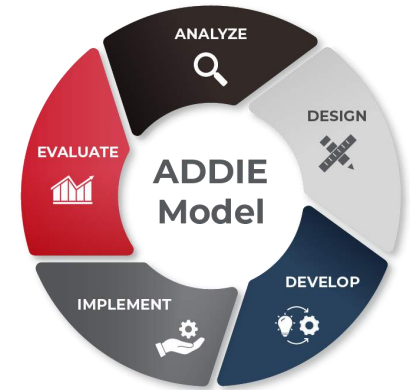 ANALYZE
DESIGN
EVALUATE
ADDIE
Model
DEVELOP
IMPLEMENT